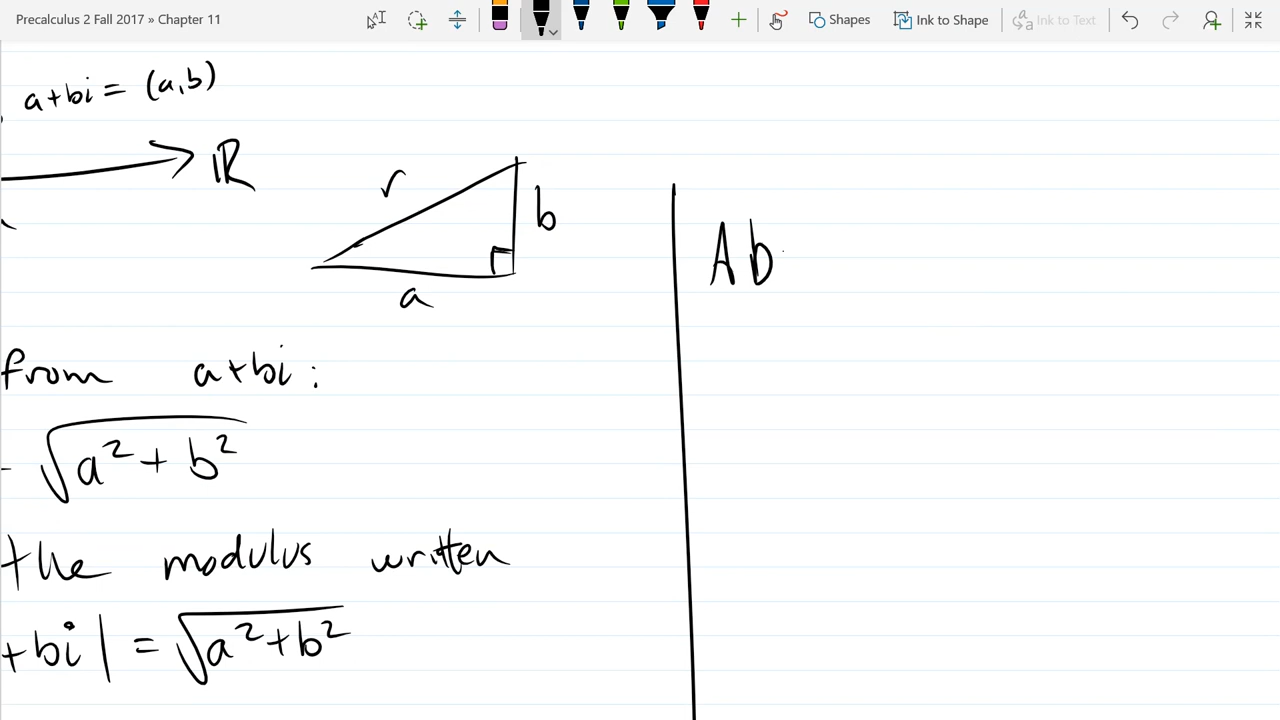 Precalculus 2 Fall 2017 » Chapter 11
Shapes
Ink to Shape
Ink to Text
a+bi = (a,b)
ℝ
r
b
a
Ab
from a+bi:
√(a²+b²)
the modulus written
+bi| = √(a²+b²)